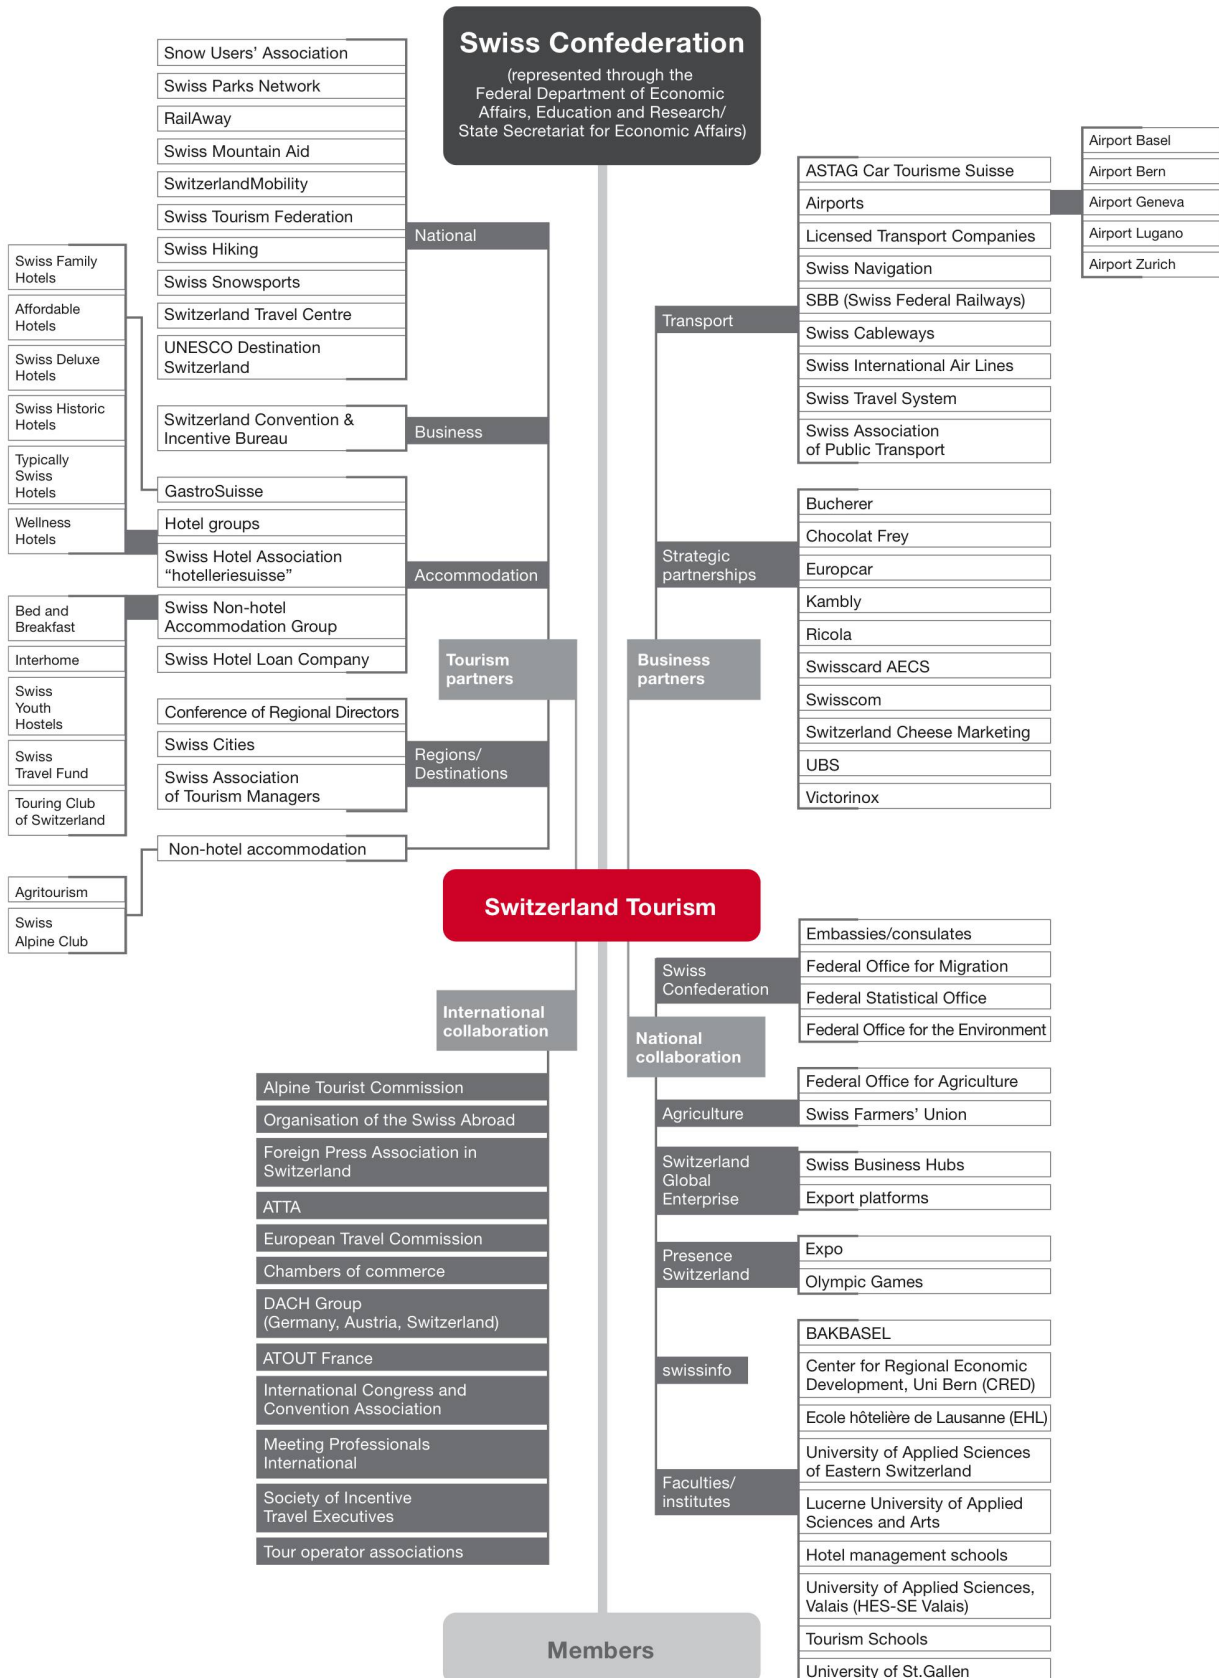 Swiss Confederation
(represented through the
Federal Department of Economic
Affairs, Education and Research/
State Secretariat for Economic Affairs)
Snow Users’ Association
Swiss Parks Network
RailAway
Swiss Mountain Aid
SwitzerlandMobility
Swiss Tourism Federation
Swiss Hiking
Swiss Snowsports
Switzerland Travel Centre
UNESCO Destination
Switzerland
National
Switzerland Convention &
Incentive Bureau
Business
GastroSuisse
Hotel groups
Swiss Hotel Association
“hotelleriesuisse”
Swiss Non-hotel
Accommodation Group
Swiss Hotel Loan Company
Accommodation
Swiss Family
Hotels
Affordable
Hotels
Swiss Deluxe
Hotels
Swiss Historic
Hotels
Typically
Swiss
Hotels
Wellness
Hotels
Bed and
Breakfast
Interhome
Swiss
Youth
Hostels
Swiss
Travel Fund
Touring Club
of Switzerland
Tourism
partners
Conference of Regional Directors
Swiss Cities
Swiss Association
of Tourism Managers
Regions/
Destinations
Non-hotel accommodation
Agritourism
Swiss
Alpine Club
ASTAG Car Tourisme Suisse
Airports
Licensed Transport Companies
Swiss Navigation
SBB (Swiss Federal Railways)
Swiss Cableways
Swiss International Air Lines
Swiss Travel System
Swiss Association
of Public Transport
Transport
Airport Basel
Airport Bern
Airport Geneva
Airport Lugano
Airport Zurich
Bucherer
Chocolat Frey
Europcar
Kambly
Ricola
Swisscard AECS
Swisscom
Switzerland Cheese Marketing
UBS
Victorinox
Strategic
partnerships
Business
partners
Switzerland Tourism
International
collaboration
Alpine Tourist Commission
Organisation of the Swiss Abroad
Foreign Press Association in
Switzerland
ATTA
European Travel Commission
Chambers of commerce
DACH Group
(Germany, Austria, Switzerland)
ATOUT France
International Congress and
Convention Association
Meeting Professionals
International
Society of Incentive
Travel Executives
Tour operator associations
National
collaboration
Swiss
Confederation
Embassies/consulates
Federal Office for Migration
Federal Statistical Office
Federal Office for the Environment
Agriculture
Federal Office for Agriculture
Swiss Farmers’ Union
Switzerland
Global
Enterprise
Swiss Business Hubs
Export platforms
Presence
Switzerland
Expo
Olympic Games
swissinfo
Faculties/
institutes
BAKBASEL
Center for Regional Economic
Development, Uni Bern (CRED)
Ecole hôtelière de Lausanne (EHL)
University of Applied Sciences
of Eastern Switzerland
Lucerne University of Applied
Sciences and Arts
Hotel management schools
University of Applied Sciences,
Valais (HES-SE Valais)
Tourism Schools
University of St.Gallen
Members